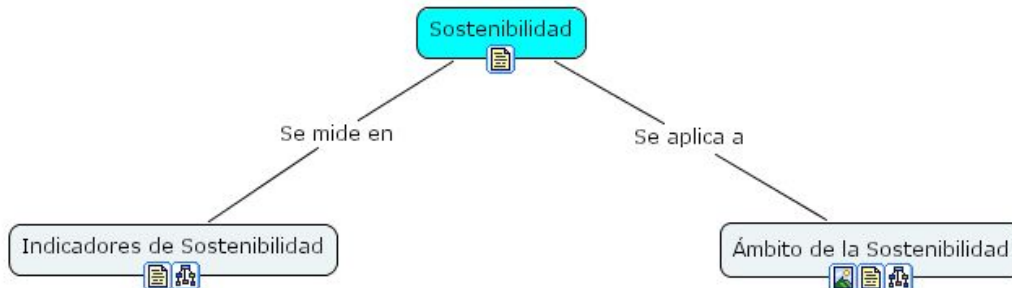 Sostenibilidad
Se mide en
Se aplica a
Indicadores de Sostenibilidad
Ámbito de la Sostenibilidad